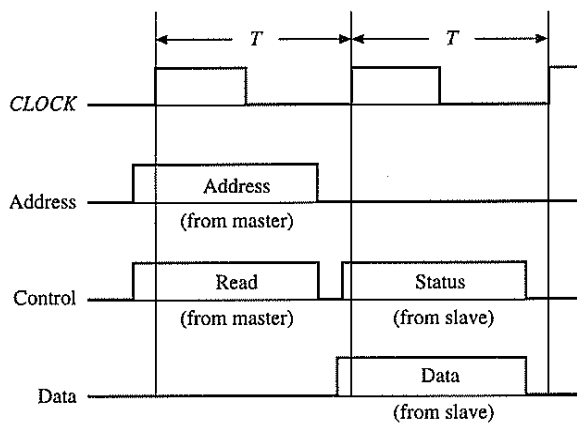 T T
CLOCK
Address
Address
(from master)
Control
Read
Status
(from master)
(from slave)
Data
Data
(from slave)